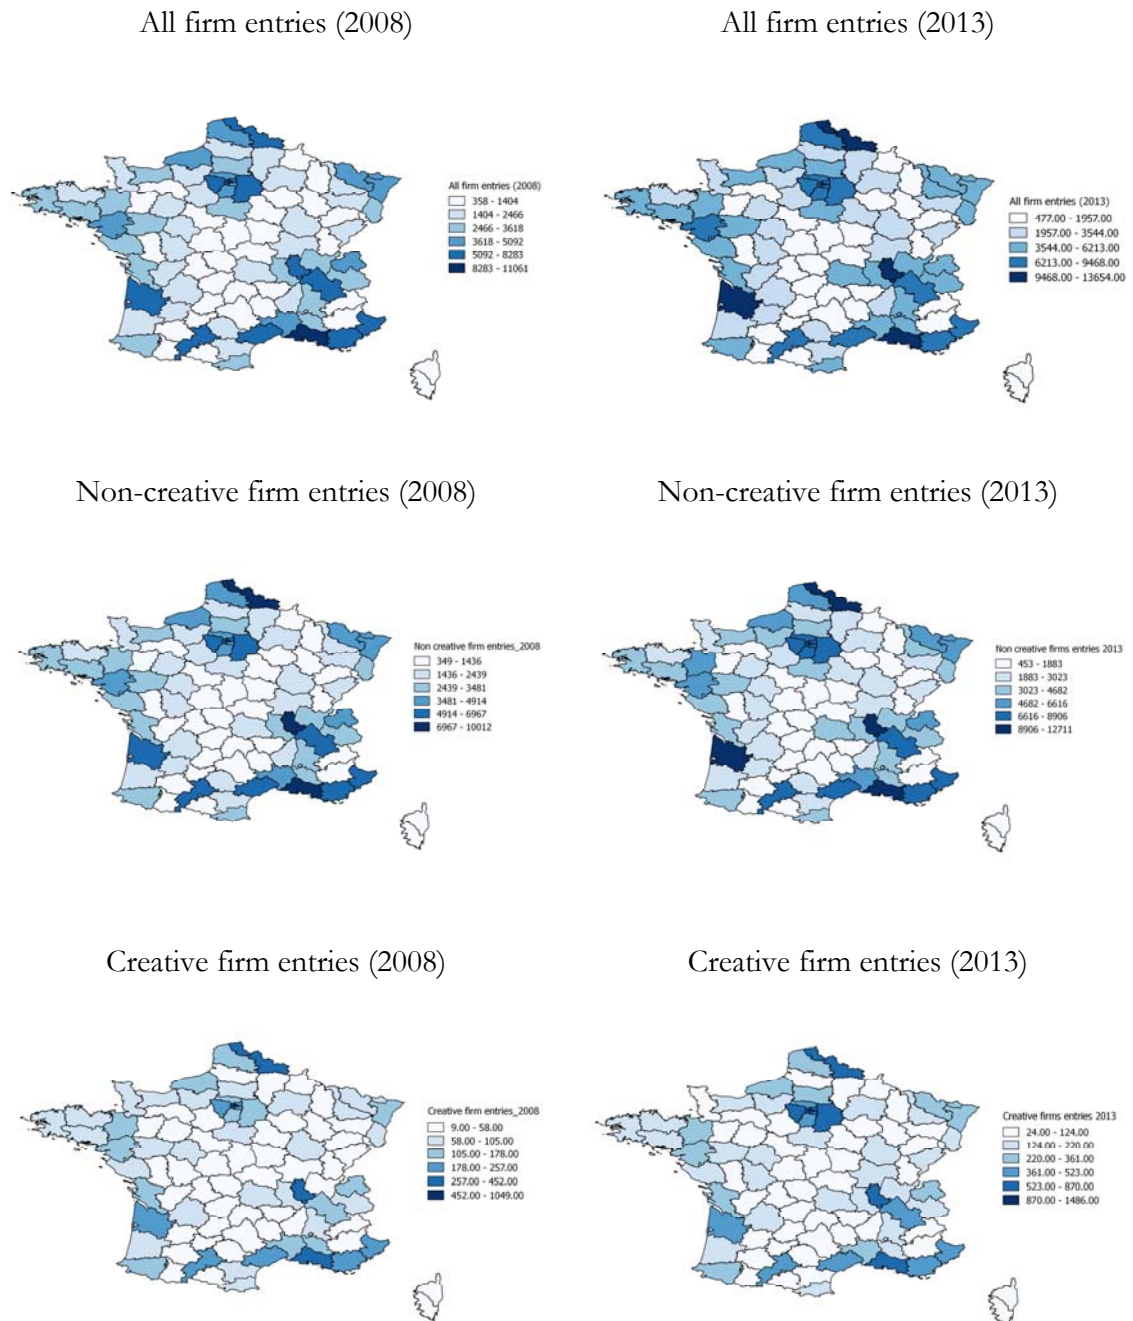 All firm entries (2008)
All firm entries (2013)
All firm entries (2008)
358 - 1404
1404 - 2466
2466 - 3618
3618 - 5092
5092 - 8283
8283 - 11061
All firm entries (2013)
477.00 - 1957.00
1957.00 - 3544.00
3544.00 - 6213.00
6213.00 - 9468.00
9468.00 - 13654.00
Non-creative firm entries (2008)
Non-creative firm entries (2013)
Non creative firm entries_2008
349 - 1436
1436 - 2439
2439 - 3481
3481 - 4914
4914 - 6967
6967 - 10012
Non creative firms entries 2013
453 - 1883
1883 - 3023
3023 - 4682
4682 - 6616
6616 - 8906
8906 - 12711
Creative firm entries (2008)
Creative firm entries (2013)
Creative firm entries_2008
9.00 - 58.00
58.00 - 105.00
105.00 - 178.00
178.00 - 257.00
257.00 - 452.00
452.00 - 1049.00
Creative firms entries 2013
24.00 - 124.00
124.00 - 220.00
220.00 - 361.00
361.00 - 523.00
523.00 - 870.00
870.00 - 1486.00